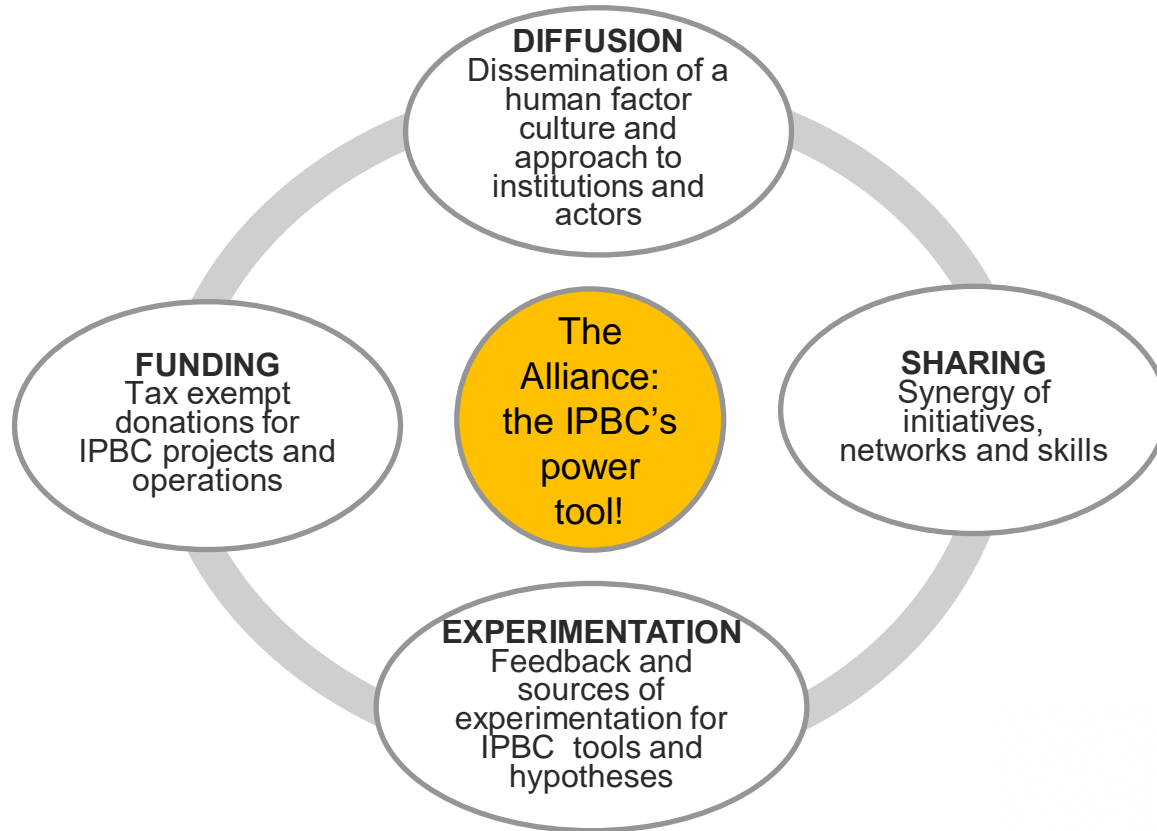 DIFFUSION
Dissemination of a
human factor
culture and
approach to
institutions and
actors
FUNDING
Tax exempt
donations for
IPBC projects and
operations
The
Alliance:
the IPBC’s
power
tool!
SHARING
Synergy of
initiatives,
networks and skills
EXPERIMENTATION
Feedback and
sources of
experimentation for
IPBC tools and
hypotheses